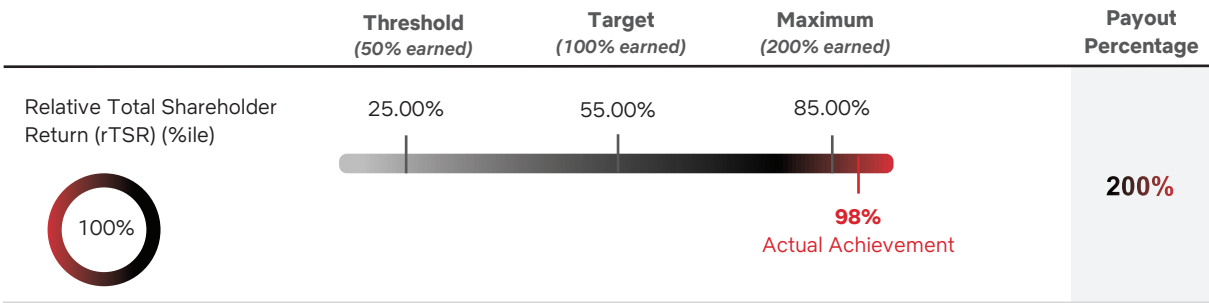 Threshold
(50% earned)
Target
(100% earned)
Maximum
(200% earned)
Payout
Percentage
Relative Total Shareholder
Return (rTSR) (%ile)
25.00%
55.00%
85.00%
98%
Actual Achievement
100%
200%